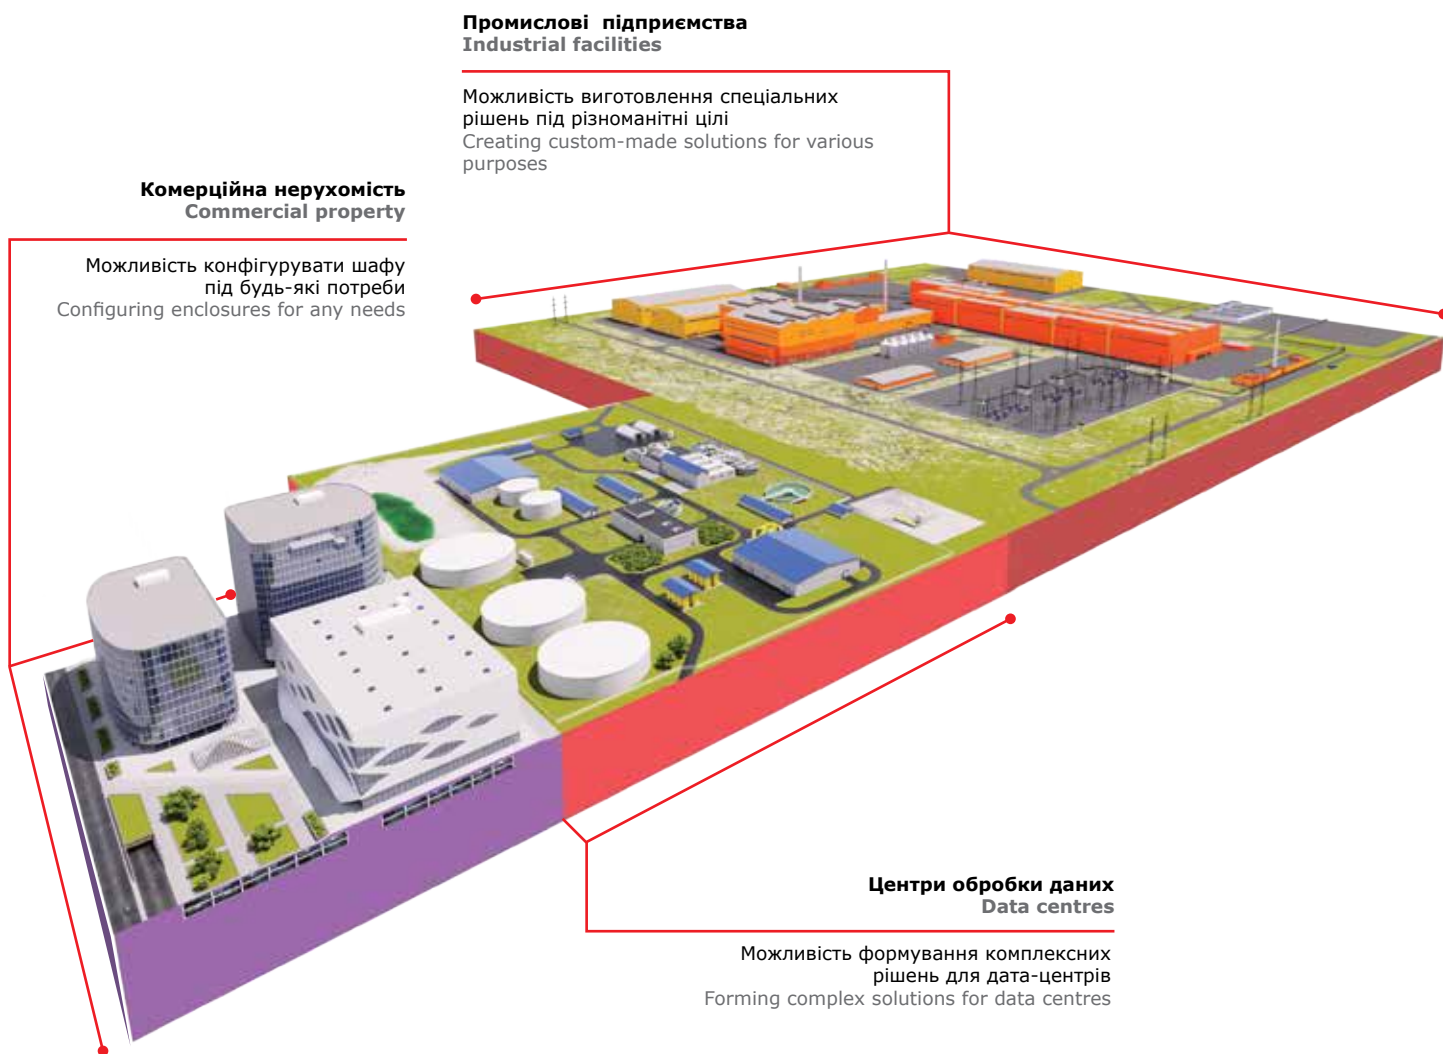 Промислові підприємства
Industrial facilities
Можливість виготовлення спеціальних
рішень під різноманітні цілі
Creating custom-made solutions for various
purposes
Комерційна нерухомість
Commercial property
Можливість конфігурувати шафу
під будь-які потреби
Configuring enclosures for any needs
Центри обробки даних
Data centres
Можливість формування комплексних
рішень для дата-центрів
Forming complex solutions for data centres